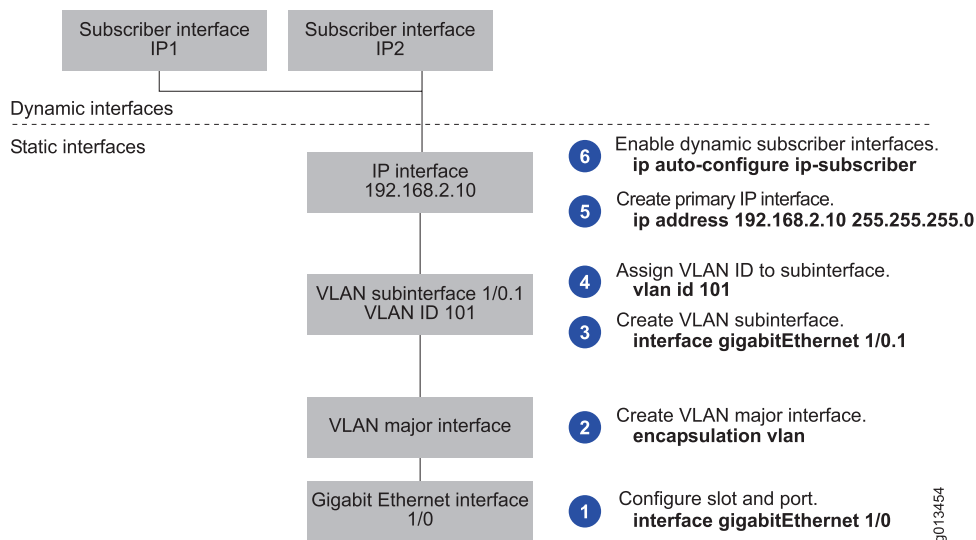 Subscriber interface
IP1
Subscriber interface
IP2
Dynamic interfaces
Static interfaces
IP interface
192.168.2.10
6
Enable dynamic subscriber interfaces.
ip auto-configure ip-subscriber
5
Create primary IP interface.
ip address 192.168.2.10 255.255.255.0
VLAN subinterface 1/0.1
VLAN ID 101
4
Assign VLAN ID to subinterface.
vlan id 101
3
Create VLAN subinterface.
interface gigabitEthernet 1/0.1
VLAN major interface
2
Create VLAN major interface.
encapsulation vlan
Gigabit Ethernet interface
1/0
1
Configure slot and port.
interface gigabitEthernet 1/0
g013454